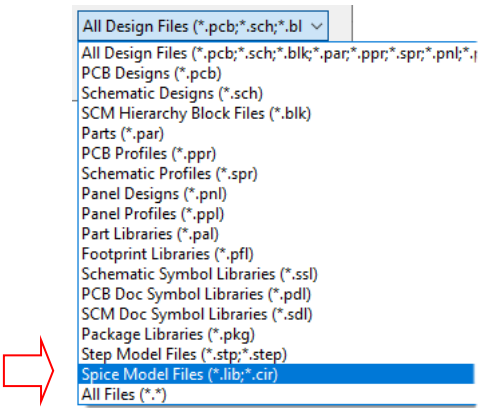 All Design Files (*.pcb;*.sch;*.bl
All Design Files (*.pcb;*.sch;*.blk;*.par;*.ppr;*.spr;*.pnl;*.
PCB Designs (*.pcb)
Schematic Designs (*.sch)
SCM Hierarchy Block Files (*.blk)
Parts (*.par)
PCB Profiles (*.ppr)
Schematic Profiles (*.spr)
Panel Designs (*.pnl)
Panel Profiles (*.ppl)
Part Libraries (*.pal)
Footprint Libraries (*.pfl)
Schematic Symbol Libraries (*.ssl)
PCB Doc Symbol Libraries (*.pdl)
SCM Doc Symbol Libraries (*.sdl)
Package Libraries (*.pkg)
Step Model Files (*.stp;*.step)
Spice Model Files (*.lib;*.cir)
All Files (*.*)